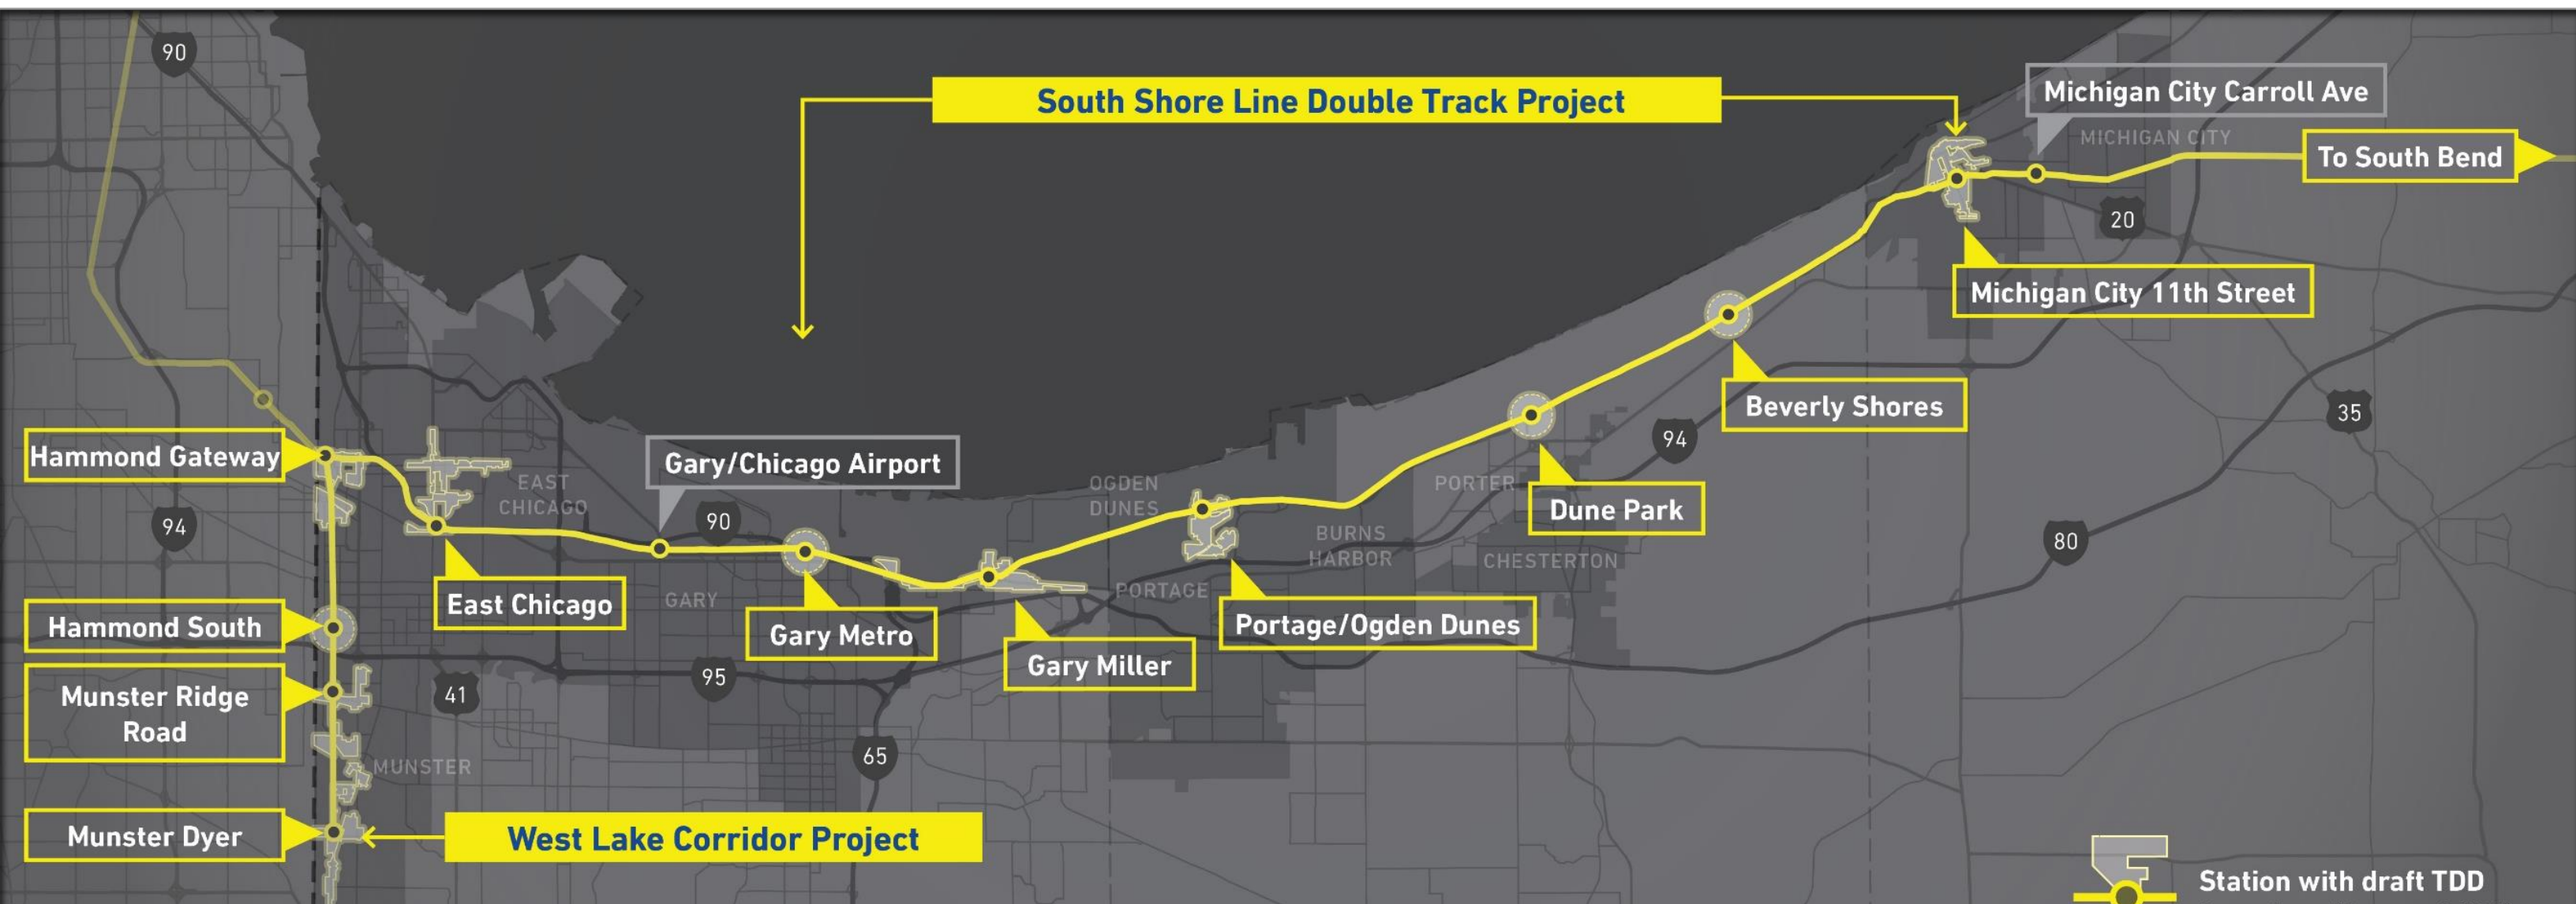 90
South Shore Line Double Track Project
Michigan City Carroll Ave
MICHIGAN CITY
To South Bend
20
Michigan City 11th Street
Beverly Shores
35
94
Hammond Gateway
Gary/Chicago Airport
EAST
CHICAGO
OGDEN
DUNES
PORTER
Dune Park
94
90
BURNS
HARBOR
80
CHESTERTON
PORTAGE
East Chicago
GARY
Hammond South
Gary Metro
Portage/Ogden Dunes
Gary Miller
95
41
Munster Ridge
Road
65
MUNSTER
Munster Dyer
West Lake Corridor Project
Station with draft TDD